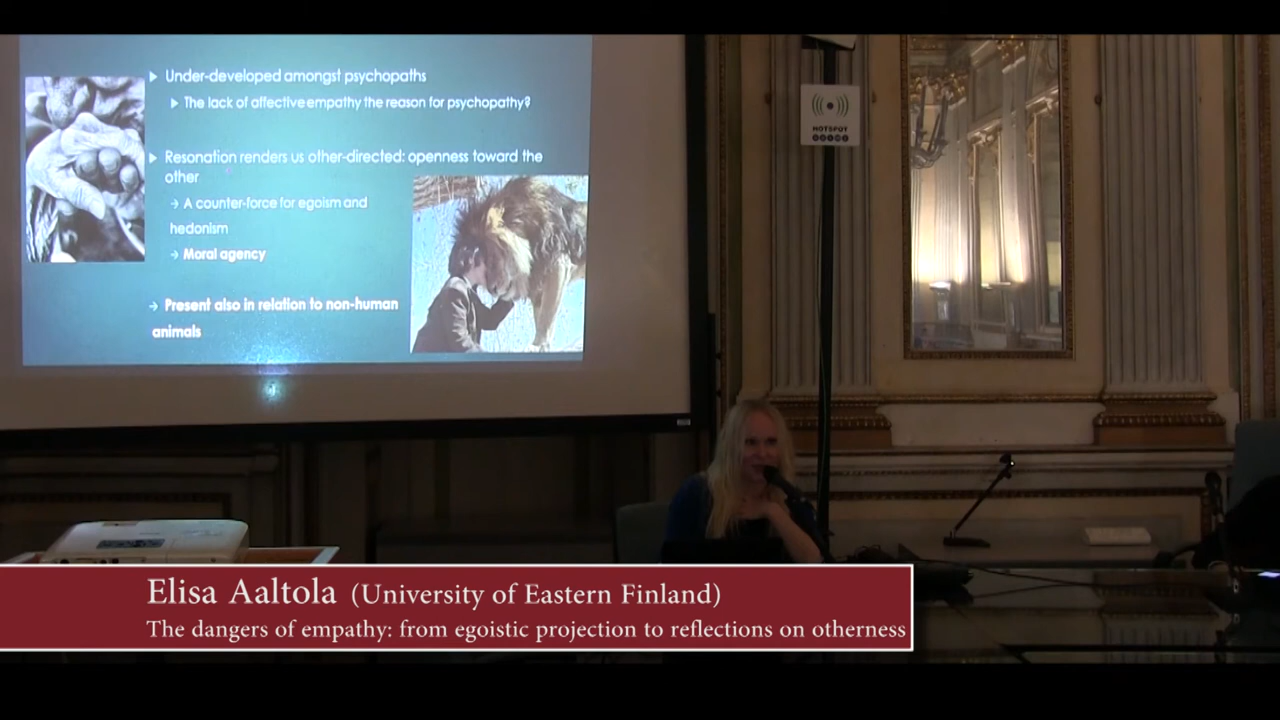 Under-developed amongst psychopaths
The lack of affective empathy the reason for psychopathy?
Resonation renders us other-directed: openness toward the
other
→ A counter-force for egoism and
hedonism
→ Moral agency
→ Present also in relation to non-human
animals
HOTSPOT
Elisa Aaltola (University of Eastern Finland)
The dangers of empathy: from egoistic projection to reflections on otherness